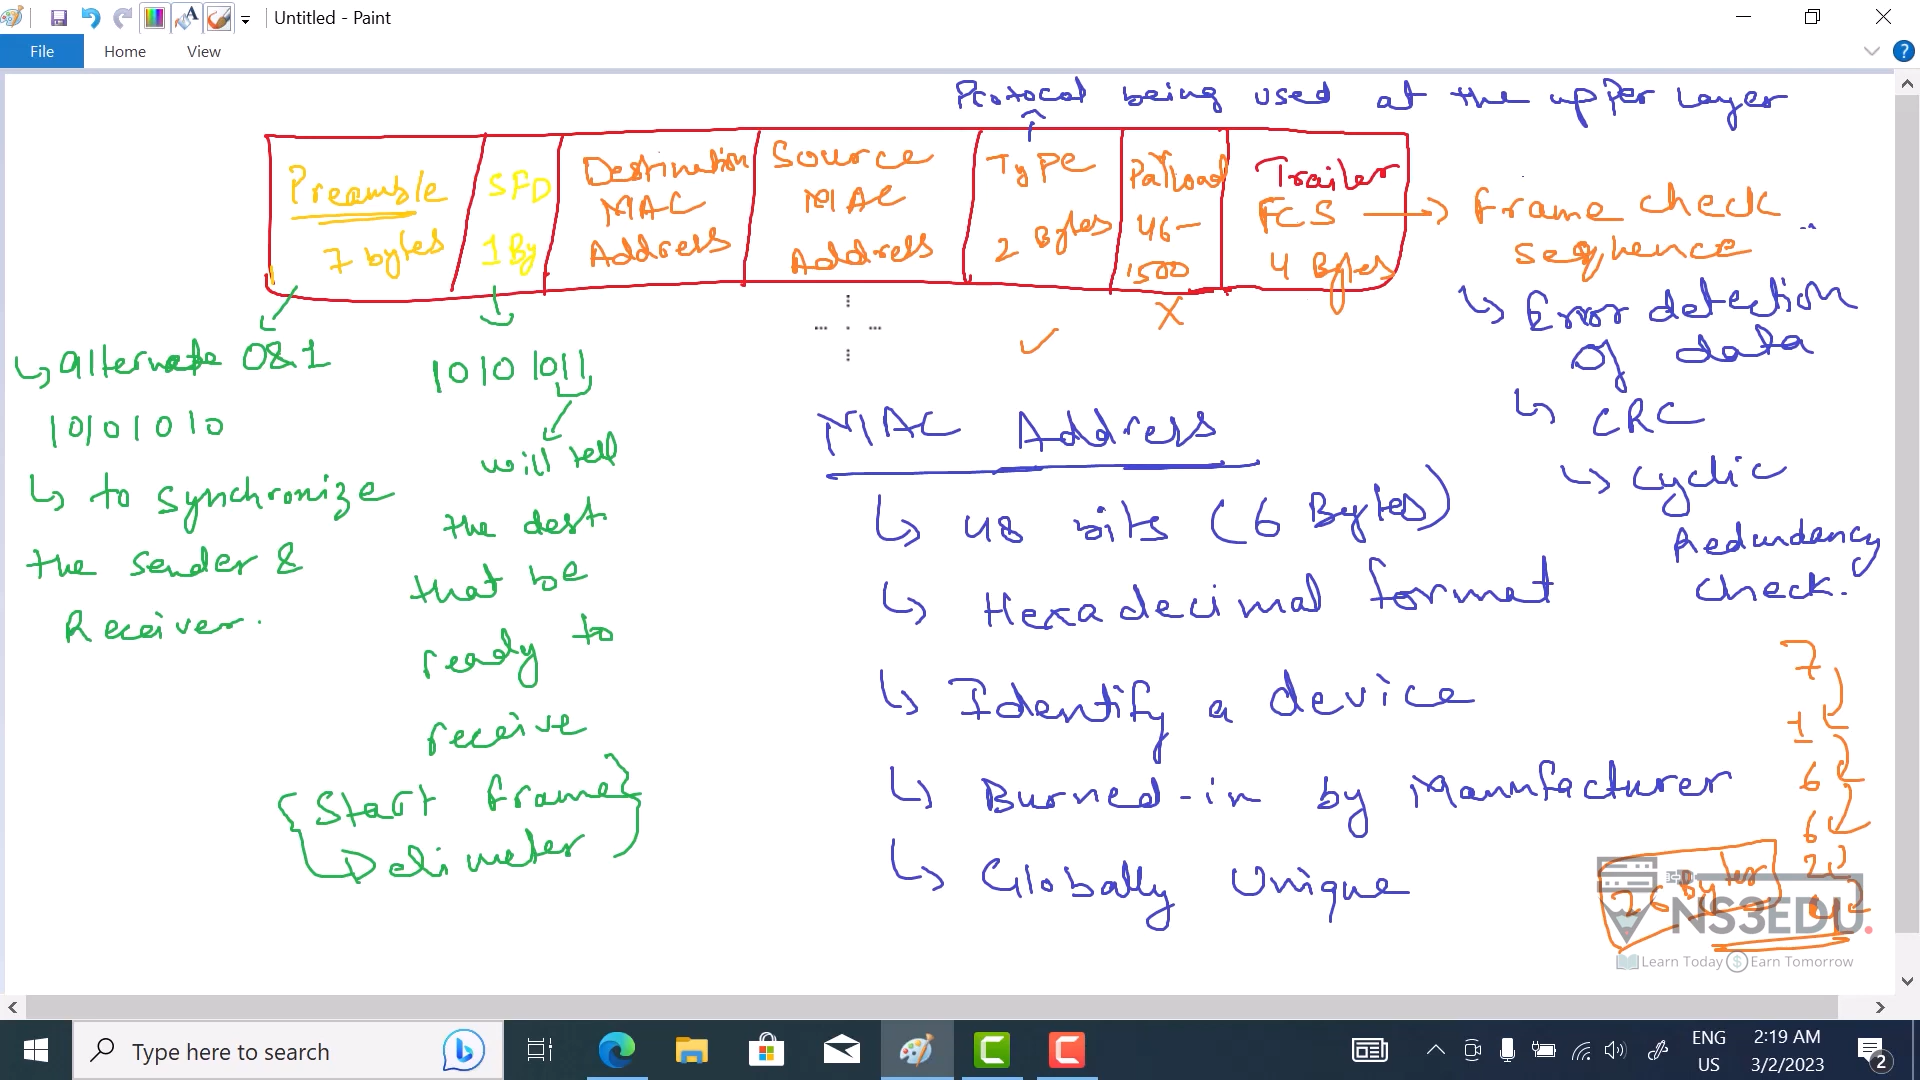 Untitled - Paint
File Home View
Protocol being used at the upper layer
Preamble
7 bytes
SFD
1 By
Destination
MAC
Address
Source
MAC
Address
Type
2 Bytes
Payload
46-
1500
X
Trailer
FCS
4 Bytes
Frame check
sequence
Error detection
of data
CRC
Cyclic
Redundancy
Check.
alternate 0 & 1
10101010
to synchronize
the sender &
Receiver.
10101011
will tell
the dest.
that be
ready to
receive
{Start frame}
Delimeter
MAC Address
48 bits (6 Bytes)
Hexadecimal format
Identify a device
Burned-in by Manufacturer
Globally Unique
7
1
6
6
2
4
26 Bytes
NS3EDU.
Learn Today $ Earn Tomorrow
Type here to search
ENG
US
2:19 AM
3/2/2023
2